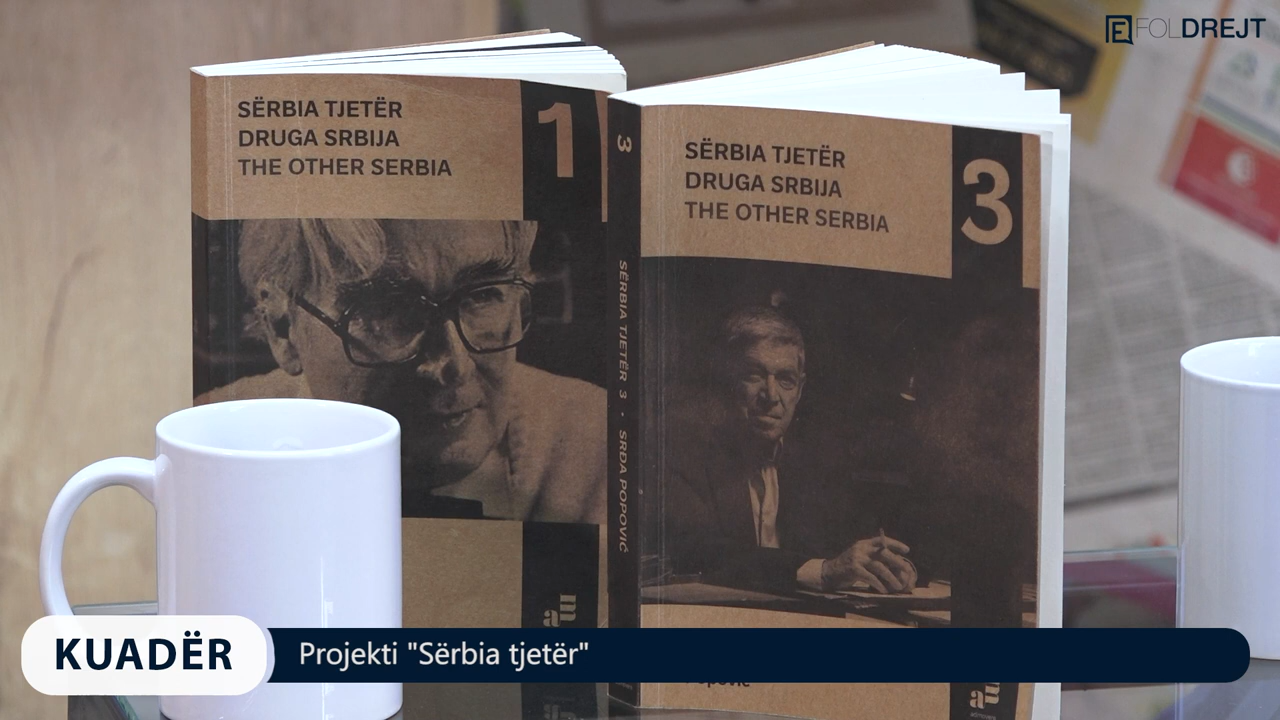 FOLDREJT
SËRBIA TJETËR
DRUGA SRBIJA
THE OTHER SERBIA
1
3
SËRBIA TJETËR 3 • SRĐA POPOVIĆ
SËRBIA TJETËR
DRUGA SRBIJA
THE OTHER SERBIA
3
KUADËR
Projekti "Sërbia tjetër"